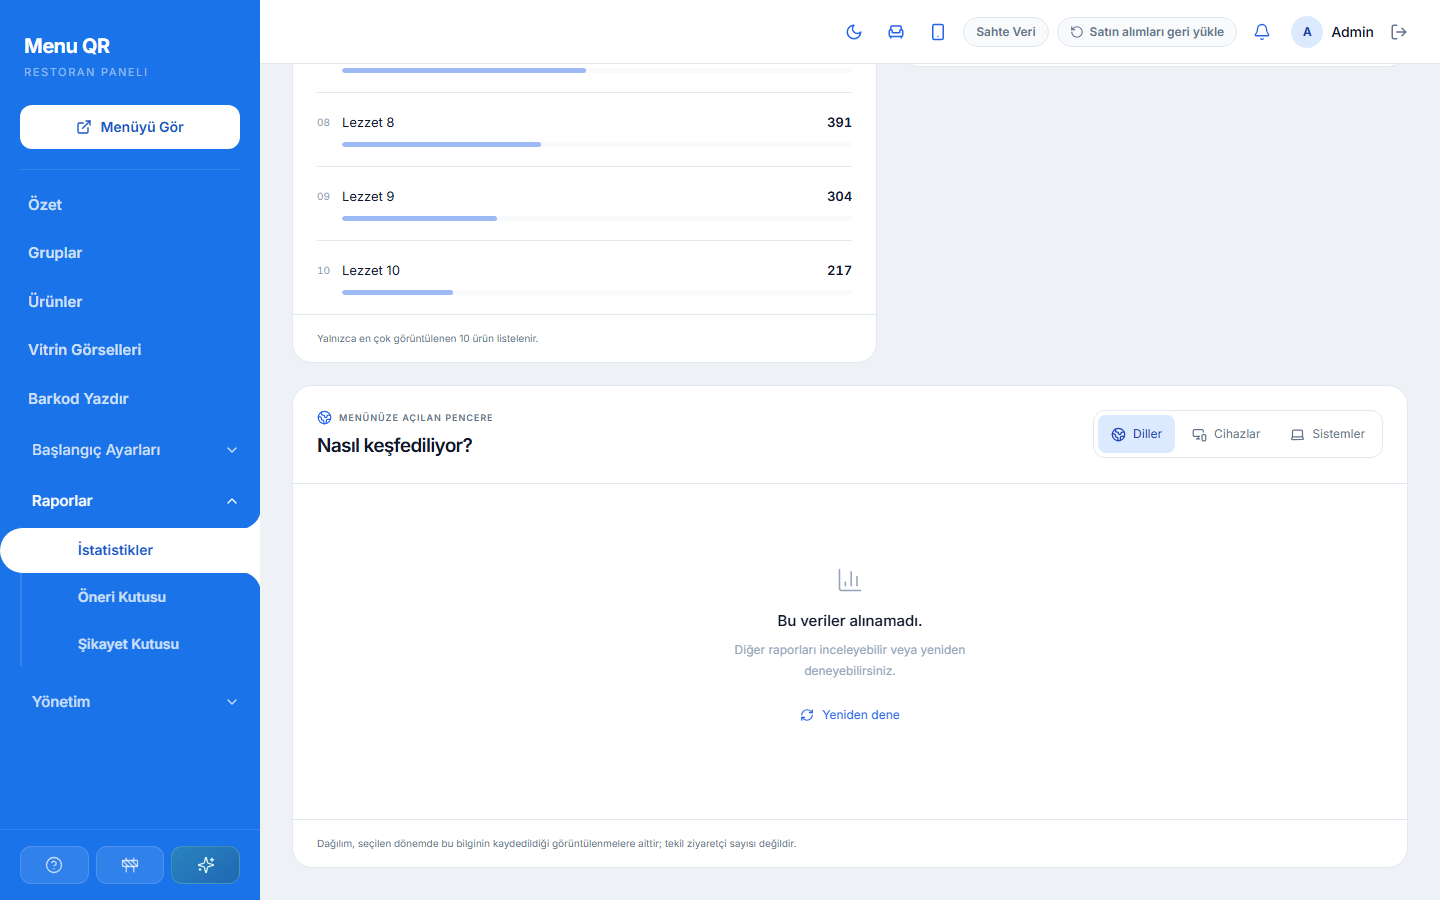 Menu QR
RESTORAN PANELI
Menüyü Gör
Özet
Gruplar
Ürünler
Vitrin Görselleri
Barkod Yazdır
Başlangıç Ayarları
Raporlar
İstatistikler
Öneri Kutusu
Şikayet Kutusu
Yönetim
Sahte Veri
Satın alımları geri yükle
A
Admin
08 Lezzet 8 391
09 Lezzet 9 304
10 Lezzet 10 217
Yalnızca en çok görüntülenen 10 ürün listelenir.
MENÜNÜZE AÇILAN PENCERE
Nasıl keşfediliyor?
Diller
Cihazlar
Sistemler
Bu veriler alınamadı.
Diğer raporları inceleyebilir veya yeniden
deneyebilirsiniz.
Yeniden dene
Dağılım, seçilen dönemde bu bilginin kaydedildiği görüntülenmelere aittir; tekil ziyaretçi sayısı değildir.